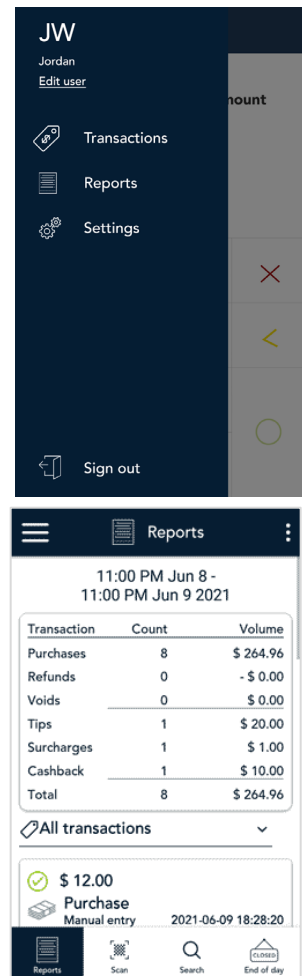 JW
Jordan
Edit user
nount
Transactions
Reports
Settings
Sign out
Reports
11:00 PM Jun 8 -
11:00 PM Jun 9 2021
Transaction Count Volume
Purchases 8 $ 264.96
Refunds 0 - $ 0.00
Voids 0 $ 0.00
Tips 1 $ 20.00
Surcharges 1 $ 1.00
Cashback 1 $ 10.00
Total 8 $ 264.96
All transactions
$ 12.00
Purchase
Manual entry 2021-06-09 18:28:20
CLOSED
Reports Scan Search End of day